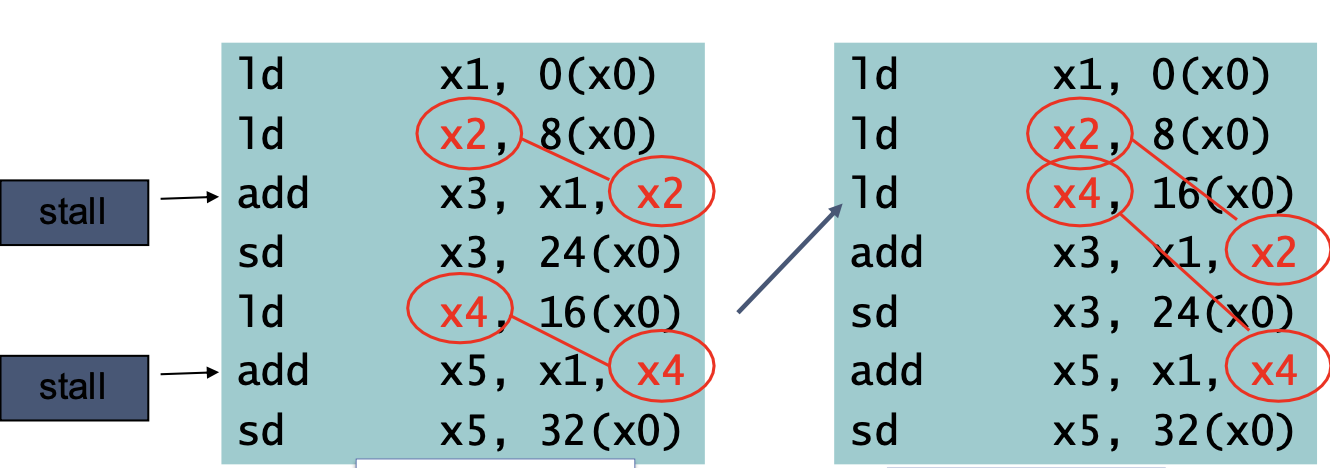 ld x1, 0(x0)
ld x2, 8(x0)
stall
add x3, x1, x2
sd x3, 24(x0)
ld x4, 16(x0)
stall
add x5, x1, x4
sd x5, 32(x0)
ld x1, 0(x0)
ld x2, 8(x0)
ld x4, 16(x0)
add x3, x1, x2
sd x3, 24(x0)
add x5, x1, x4
sd x5, 32(x0)